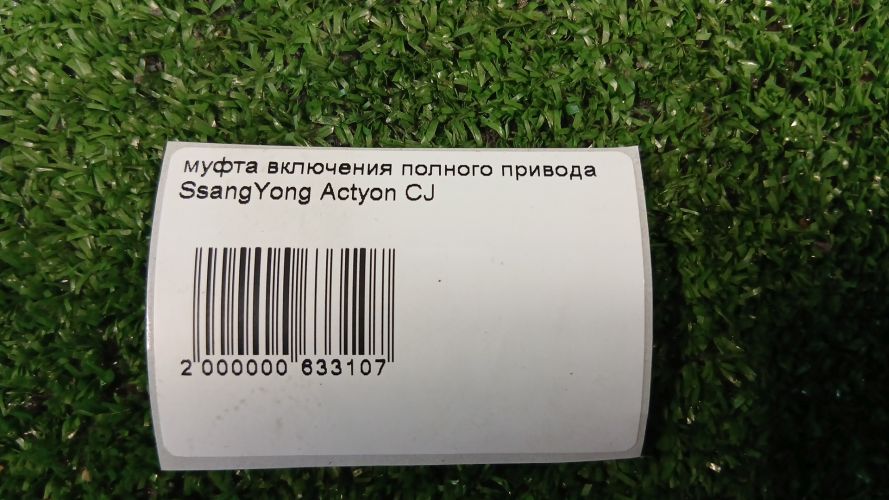 муфта включения полного привода
SsangYong Actyon CJ
2 000000 633107